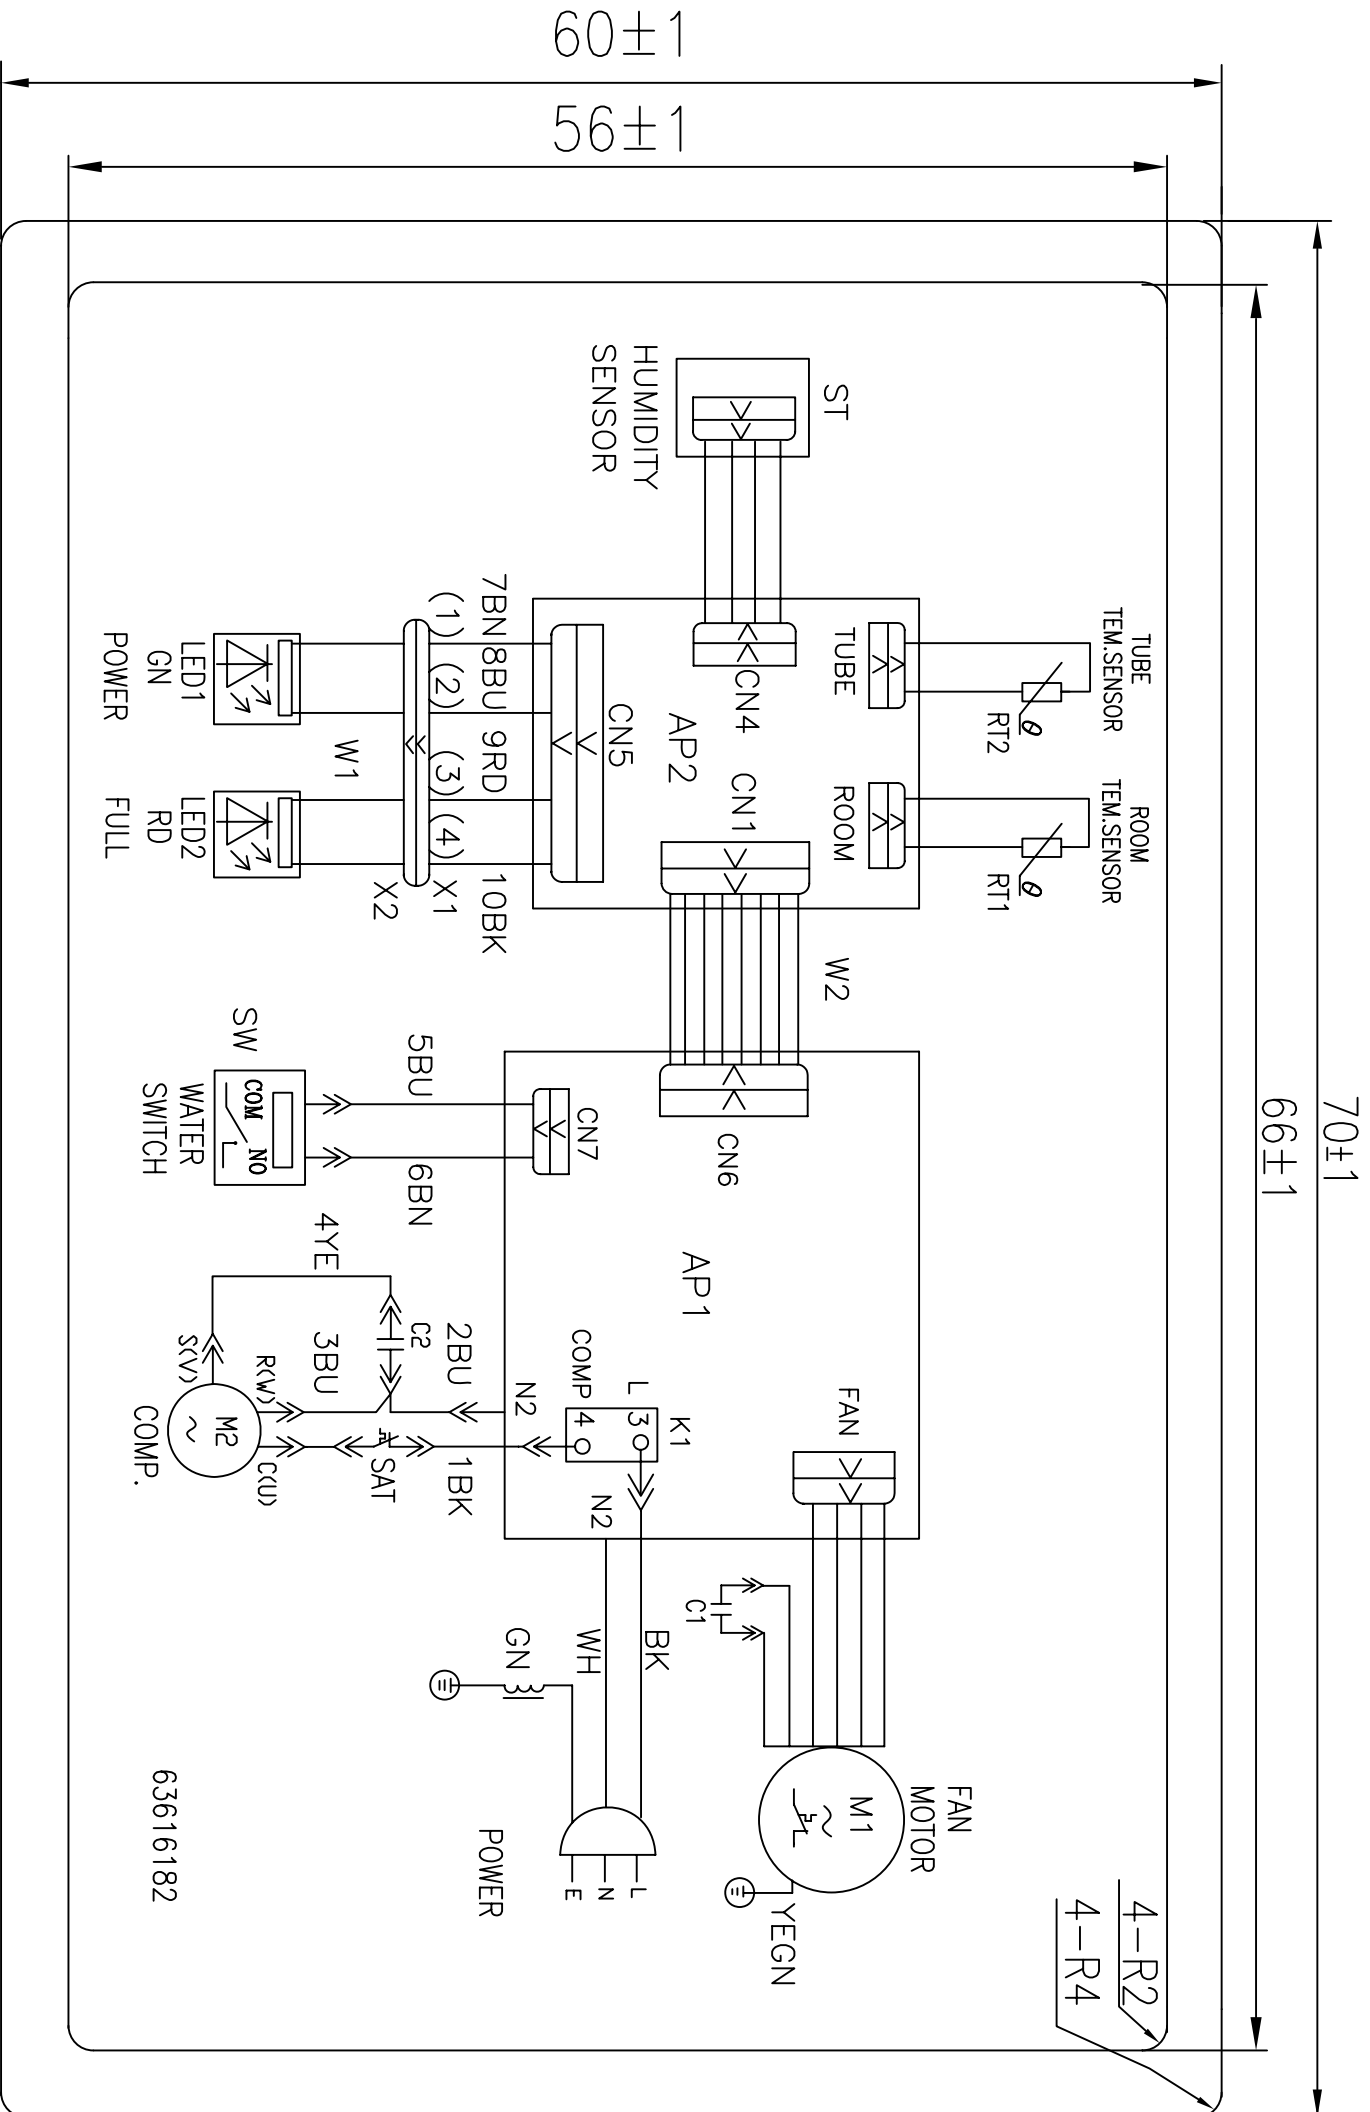 60±1
56±1
70±1
66±1
4-R2
4-R4
TUBE
TEM.SENSOR
RT2
θ
ROOM
TEM.SENSOR
RT1
θ
ST
HUMIDITY
SENSOR
TUBE
ROOM
CN4
AP2
CN1
CN5
W2
7BN
8BU
9RD
10BK
(1)
(2)
(3)
(4)
X1
X2
W1
LED1
GN
POWER
LED2
RD
FULL
CN6
AP1
CN7
5BU
6BN
SW
COM
NO
WATER
SWITCH
FAN
K1
L
3
COMP
4
N2
N2
2BU
1BK
C2
4YE
3BU
SAT
S(V)
R(W)
C(U)
M2
~
COMP.
C1
FAN
MOTOR
M1
~
YEGN
BK
WH
GN
L
N
E
POWER
63616182